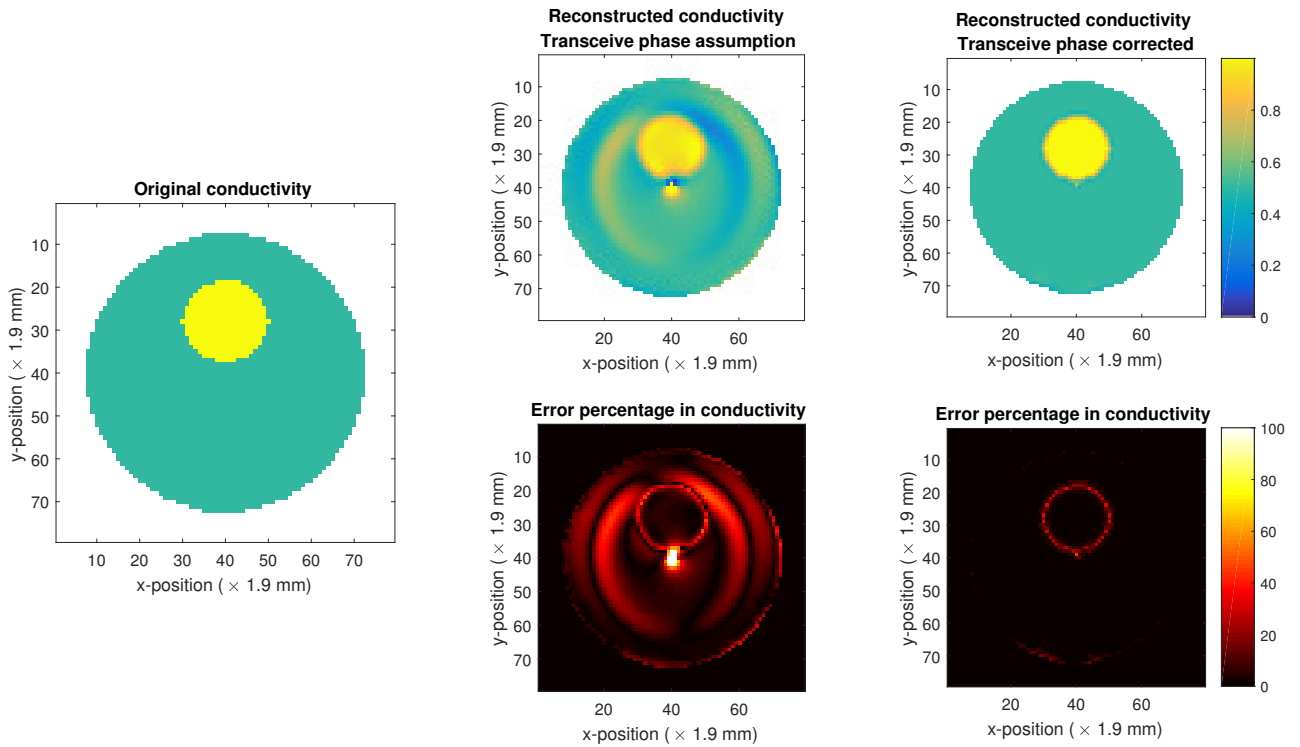 Original conductivity
y-position ( × 1.9 mm)
10
20
30
40
50
60
70
10 20 30 40 50 60 70
x-position ( × 1.9 mm)
Reconstructed conductivity
Transceive phase assumption
y-position ( × 1.9 mm)
10
20
30
40
50
60
70
20 40 60
x-position ( × 1.9 mm)
Reconstructed conductivity
Transceive phase corrected
y-position ( × 1.9 mm)
10
20
30
40
50
60
70
20 40 60
x-position ( × 1.9 mm)
0.8
0.6
0.4
0.2
0
Error percentage in conductivity
y-position ( × 1.9 mm)
10
20
30
40
50
60
70
20 40 60
x-position ( × 1.9 mm)
Error percentage in conductivity
y-position ( × 1.9 mm)
10
20
30
40
50
60
70
20 40 60
x-position ( × 1.9 mm)
100
80
60
40
20
0